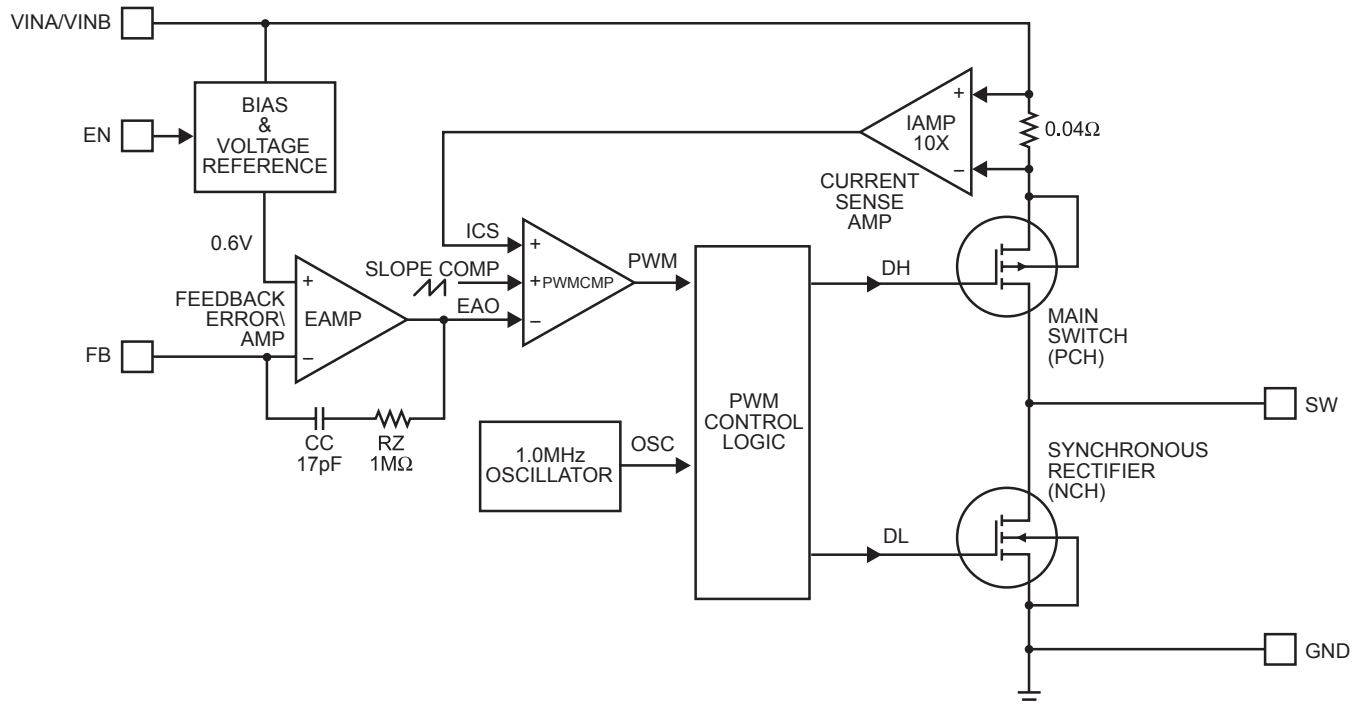 VINA/VINB
BIAS
&
VOLTAGE
REFERENCE
EN
+
IAMP
10X
−
0.04Ω
CURRENT
SENSE
AMP
0.6V
ICS
+
SLOPE COMP
+
PWMCMP
EAO
−
PWM
FEEDBACK
ERROR\
AMP
+
EAMP
−
FB
CC
17pF
RZ
1MΩ
1.0MHz
OSCILLATOR
OSC
PWM
CONTROL
LOGIC
DH
MAIN
SWITCH
(PCH)
SW
SYNCHRONOUS
RECTIFIER
(NCH)
DL
GND